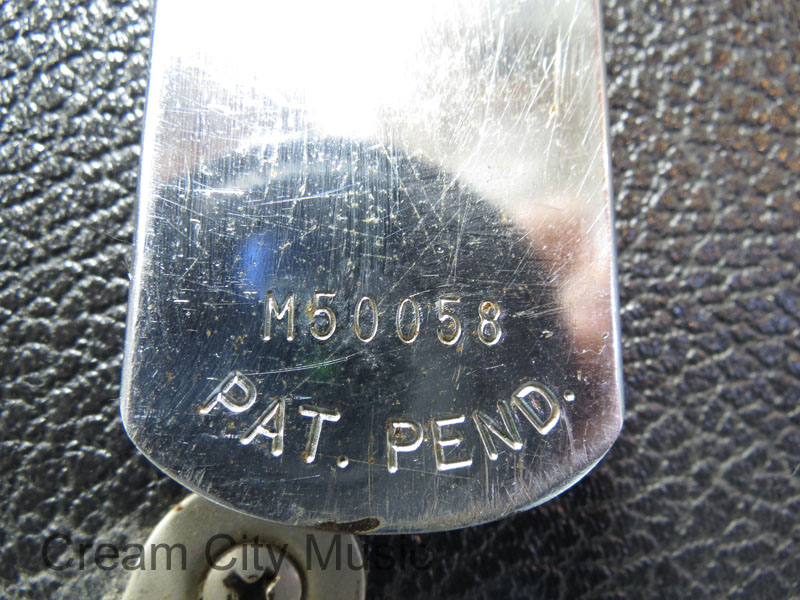 M50058
PAT. PEND.
Cream City Music